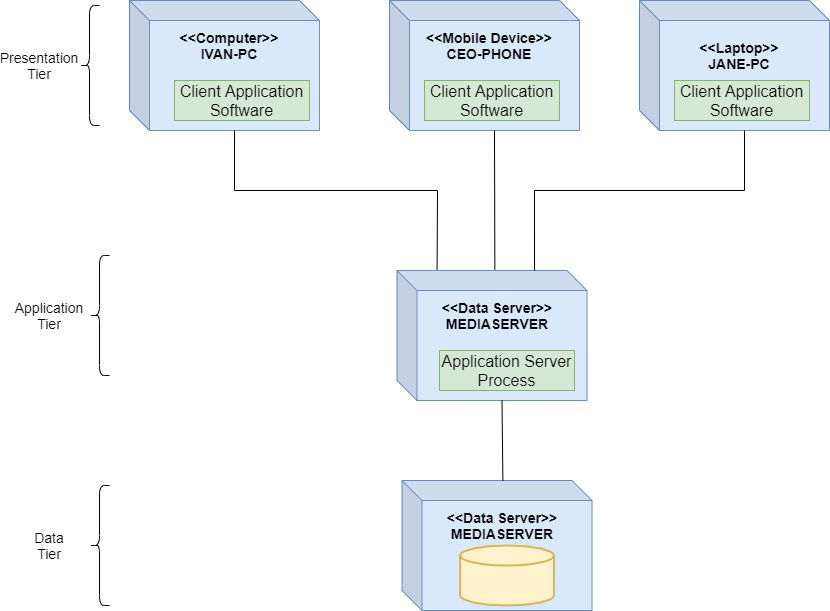 Presentation
Tier
<<Computer>>
IVAN-PC
Client Application
Software
<<Mobile Device>>
CEO-PHONE
Client Application
Software
<<Laptop>>
JANE-PC
Client Application
Software
Application
Tier
<<Data Server>>
MEDIASERVER
Application Server
Process
Data
Tier
<<Data Server>>
MEDIASERVER